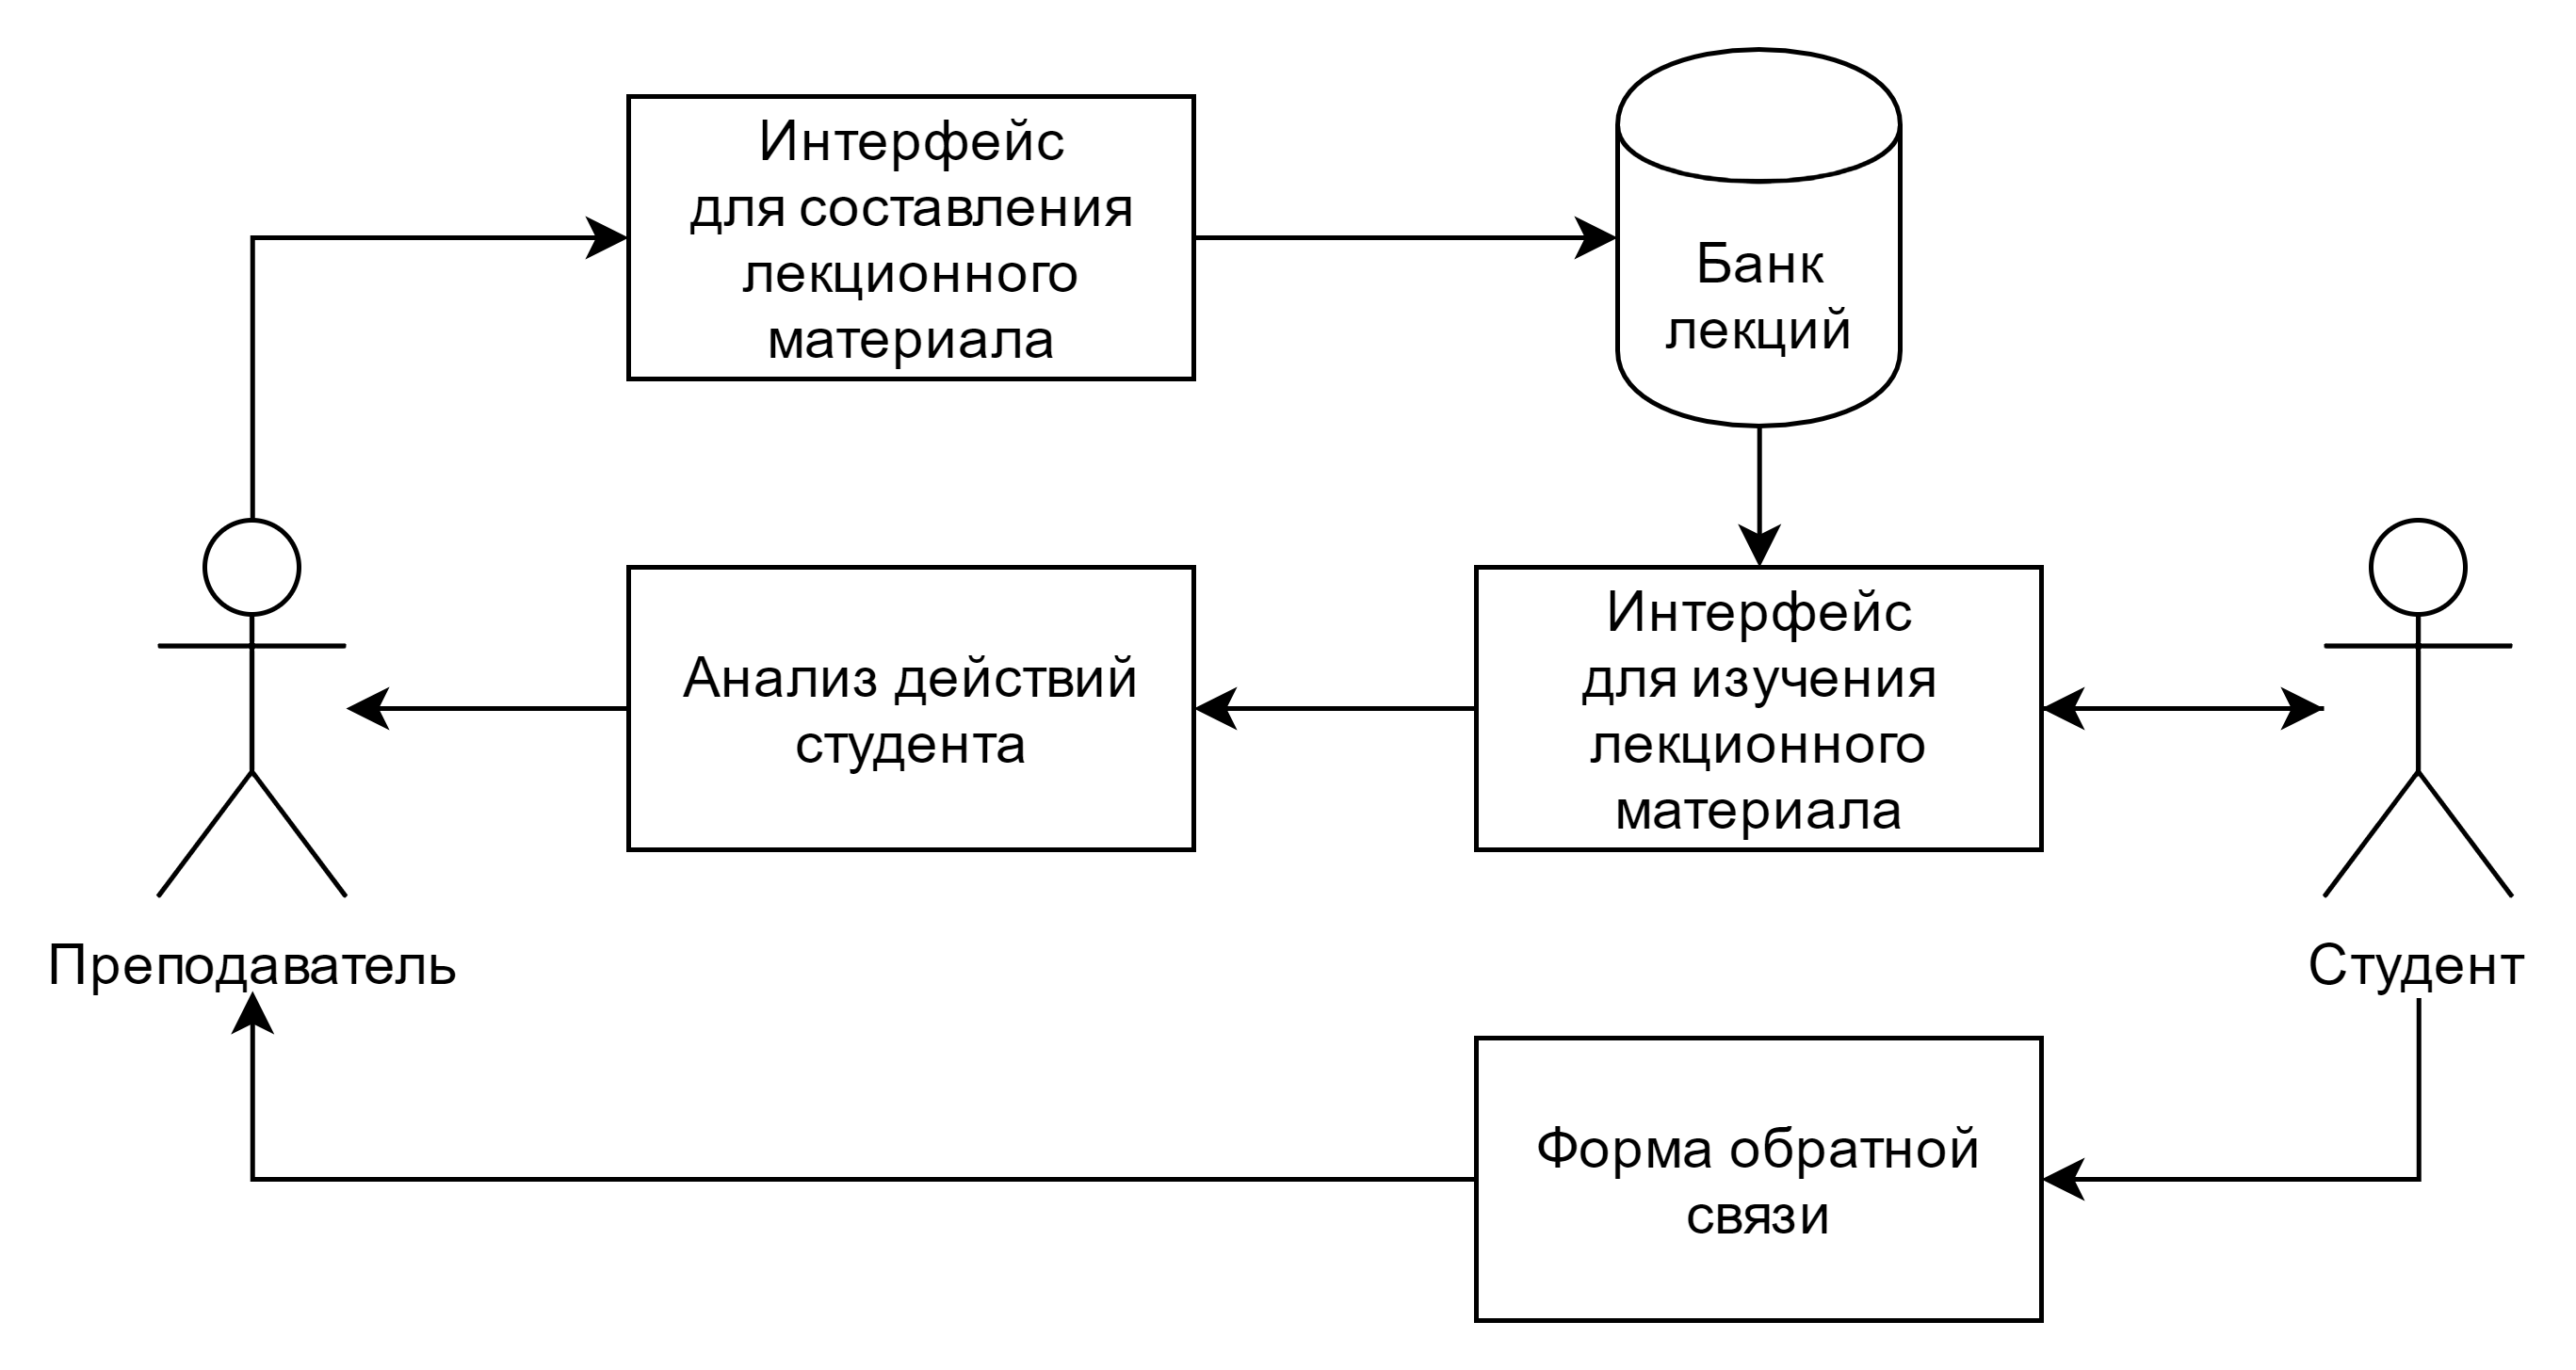 Интерфейс
для составления
лекционного
материала
Банк
лекций
Анализ действий
студента
Интерфейс
для изучения
лекционного
материала
Преподаватель
Студент
Форма обратной
связи